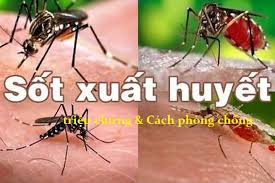 Sốt xuất huyết
triệu chứng & Cách phòng chống